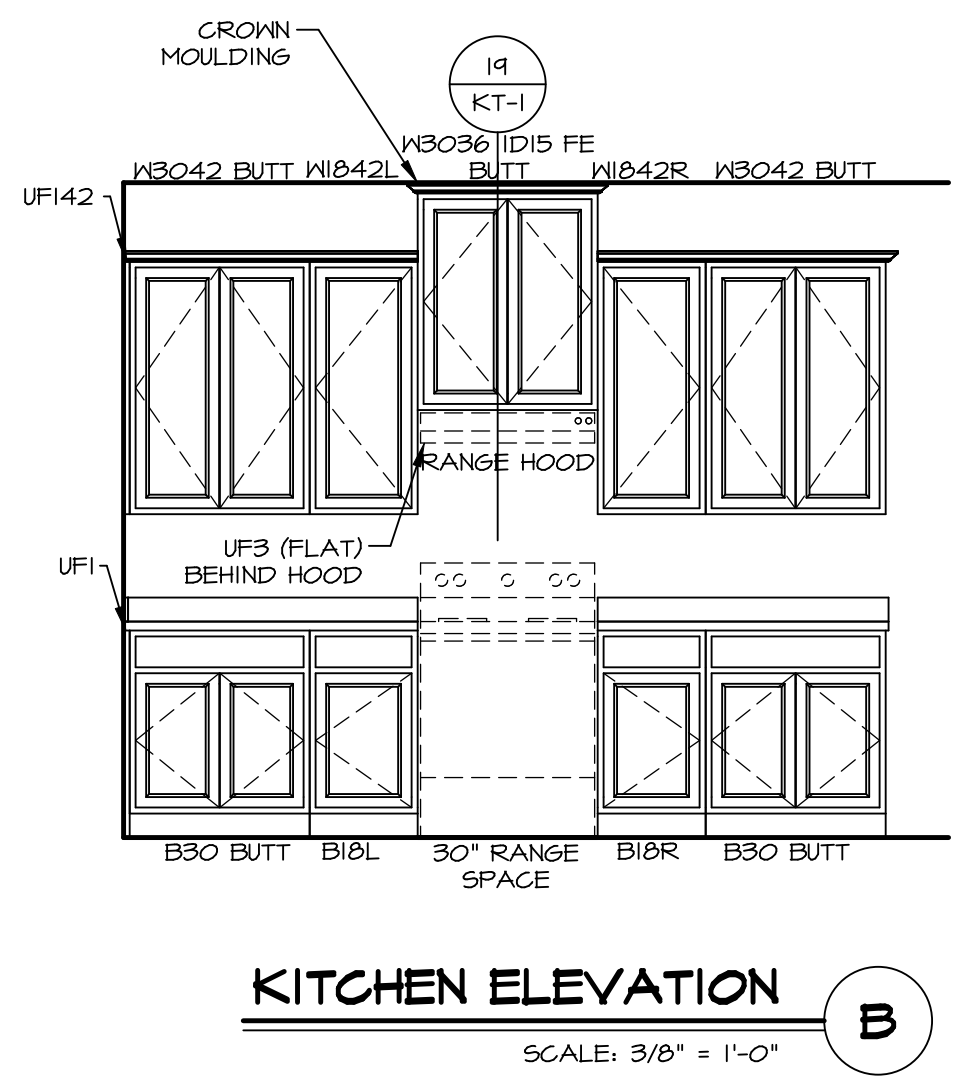 CROWN
MOULDING
19
KT-1
W3036 1D15 FE
BUTT
W3042 BUTT
W1842L
W1842R
W3042 BUTT
UF142
RANGE HOOD
UF3 (FLAT)
BEHIND HOOD
UF1
B30 BUTT
B18L
30" RANGE
SPACE
B18R
B30 BUTT
KITCHEN ELEVATION
B
SCALE: 3/8" = 1'-0"